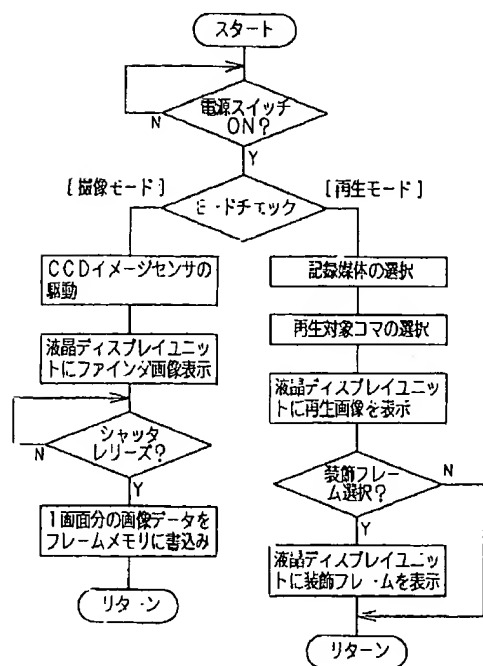 スタート
電源スイッチ
ON?
N
Y
[撮像モード]
[再生モード]
モードチェック
CCDイメージセンサの
駆動
液晶ディスプレイユニッ
トにファインダ画像表示
シャッタ
レリーズ?
N
Y
1画面分の画像データを
フレームメモリに書込み
リターン
記録媒体の選択
再生対象コマの選択
液晶ディスプレイユニッ
トに再生画像を表示
装飾フレー
ム選択?
N
Y
液晶ディスプレイユニッ
トに装飾フレームを表示
リターン